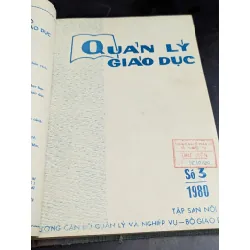 QUẢN LÝ
GIÁO DỤC
Số 3
1980
TẬP SAN NỘI
ƯỜNG CÁN BỘ QUẢN LÝ VÀ NGHIỆP VỤ - BỘ GIÁO